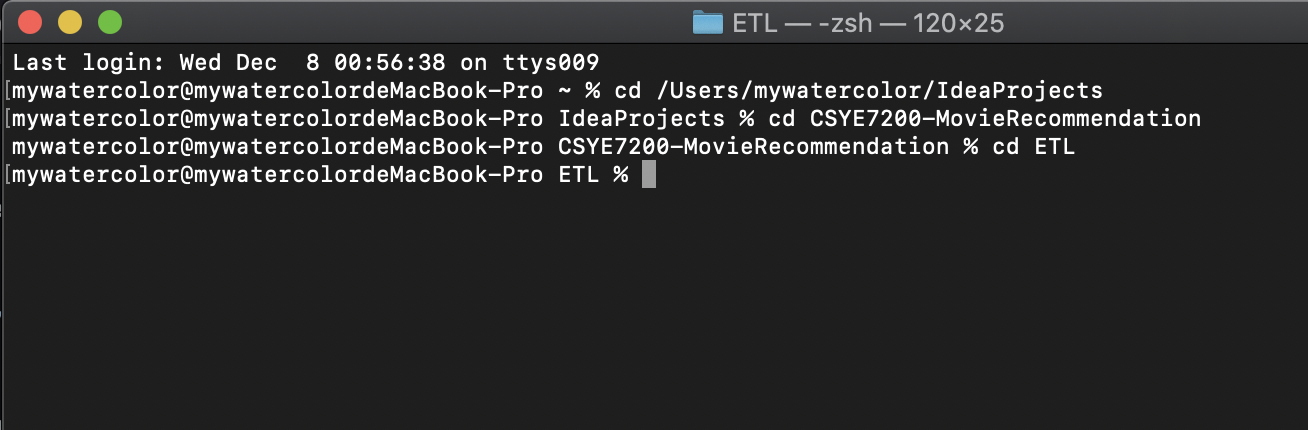 ETL — -zsh — 120×25
Last login: Wed Dec  8 00:56:38 on ttys009
[mywatercolor@mywatercolordeMacBook-Pro ~ % cd /Users/mywatercolor/IdeaProjects
[mywatercolor@mywatercolordeMacBook-Pro IdeaProjects % cd CSYE7200-MovieRecommendation
mywatercolor@mywatercolordeMacBook-Pro CSYE7200-MovieRecommendation % cd ETL
[mywatercolor@mywatercolordeMacBook-Pro ETL %